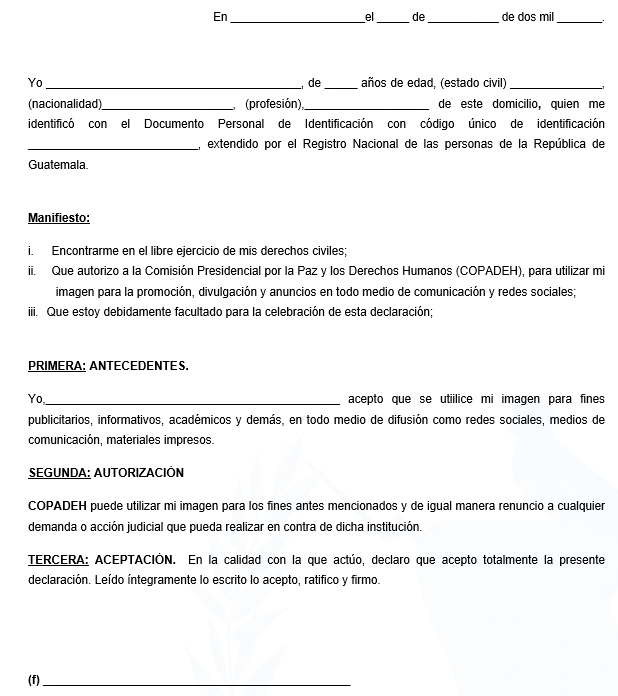 En _____________________el _____ de ___________ de dos mil _______.
Yo ________________________________________, de _____ años de edad, (estado civil) ______________,
(nacionalidad)____________________, (profesión),___________________ de este domicilio, quien me
identificó con el Documento Personal de Identificación con código único de identificación
__________________________, extendido por el Registro Nacional de las personas de la República de
Guatemala.
Manifiesto:
i. Encontrarme en el libre ejercicio de mis derechos civiles;
ii. Que autorizo a la Comisión Presidencial por la Paz y los Derechos Humanos (COPADEH), para utilizar mi
imagen para la promoción, divulgación y anuncios en todo medio de comunicación y redes sociales;
iii. Que estoy debidamente facultado para la celebración de esta declaración;
PRIMERA: ANTECEDENTES.
Yo,______________________________________________ acepto que se utiilice mi imagen para fines
publicitarios, informativos, académicos y demás, en todo medio de difusión como redes sociales, medios de
comunicación, materiales impresos.
SEGUNDA: AUTORIZACIÓN
COPADEH puede utilizar mi imagen para los fines antes mencionados y de igual manera renuncio a cualquier
demanda o acción judicial que pueda realizar en contra de dicha institución.
TERCERA: ACEPTACIÓN. En la calidad con la que actúo, declaro que acepto totalmente la presente
declaración. Leído íntegramente lo escrito lo acepto, ratifico y firmo.
(f) ________________________________________________